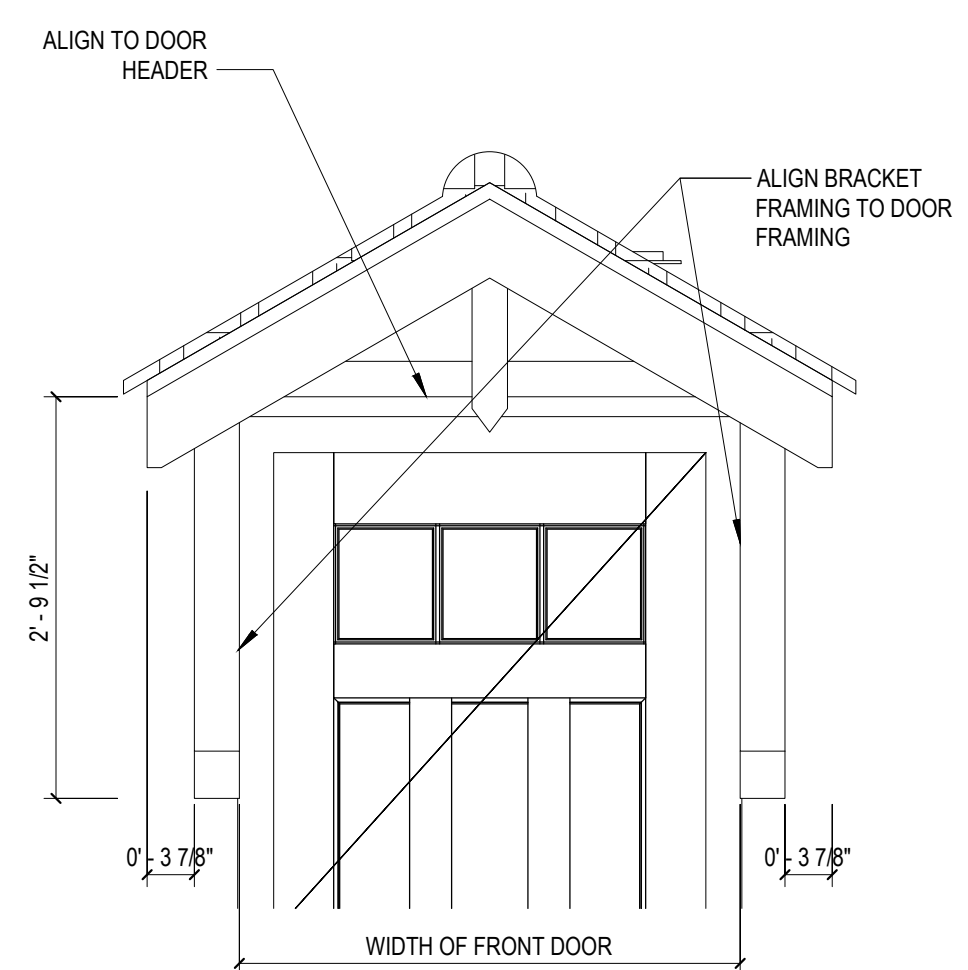 ALIGN TO DOOR
HEADER
ALIGN BRACKET
FRAMING TO DOOR
FRAMING
2' - 9 1/2"
0' - 3 7/8"
0' - 3 7/8"
WIDTH OF FRONT DOOR